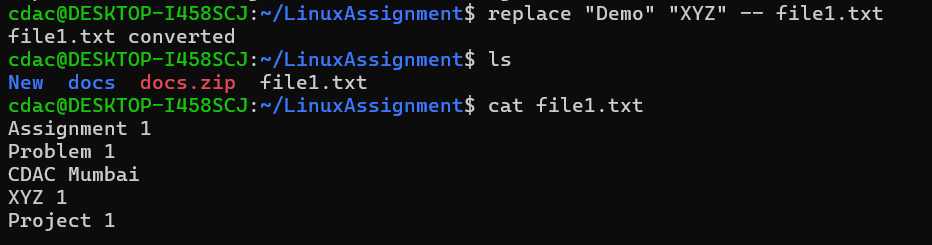 cdac@DESKTOP-I458SCJ:~/LinuxAssignment$ replace "Demo" "XYZ" -- file1.txt
file1.txt converted
cdac@DESKTOP-I458SCJ:~/LinuxAssignment$ ls
New  docs  docs.zip  file1.txt
cdac@DESKTOP-I458SCJ:~/LinuxAssignment$ cat file1.txt
Assignment 1
Problem 1
CDAC Mumbai
XYZ 1
Project 1